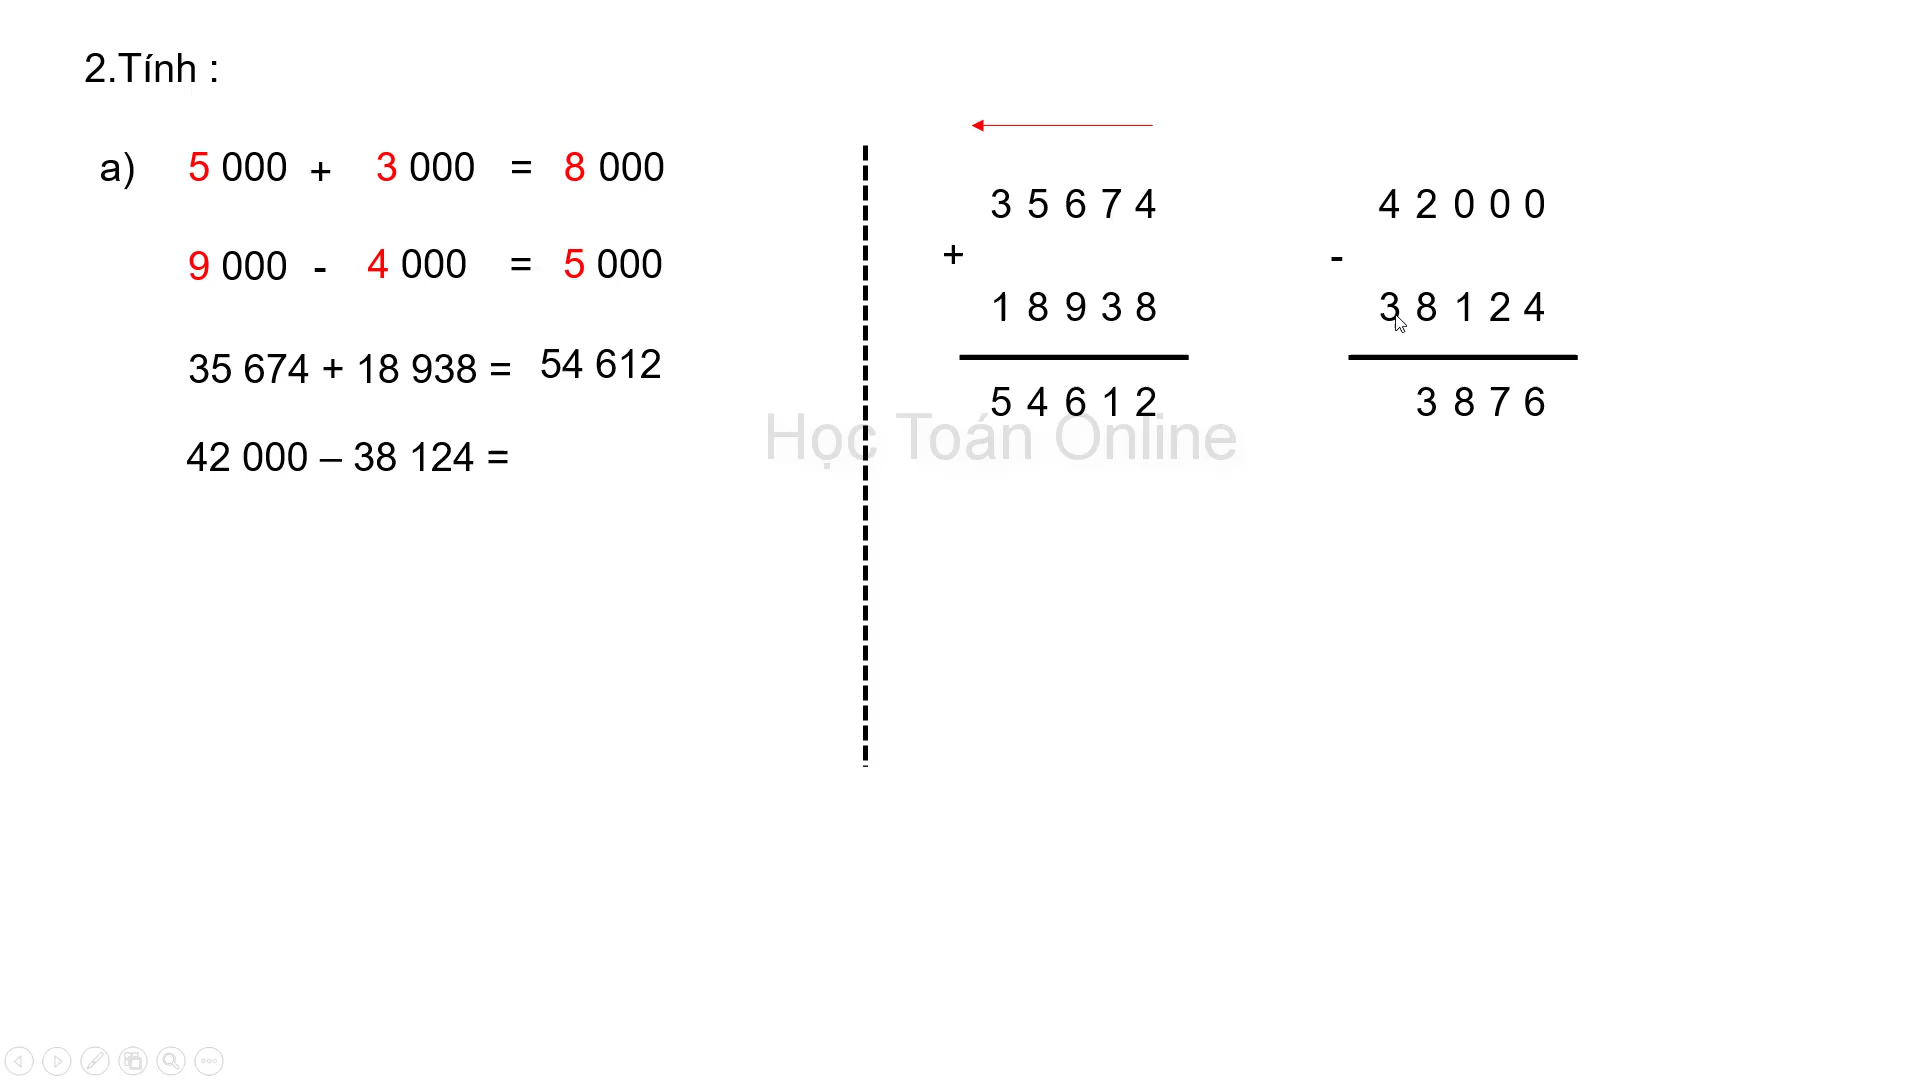 2.Tính :
a) 5 000 + 3 000 = 8 000
9 000 - 4 000 = 5 000
35 674 + 18 938 = 54 612
42 000 – 38 124 =
3 5 6 7 4
+
1 8 9 3 8
5 4 6 1 2
4 2 0 0 0
-
3 8 1 2 4
3 8 7 6
Học Toán Online